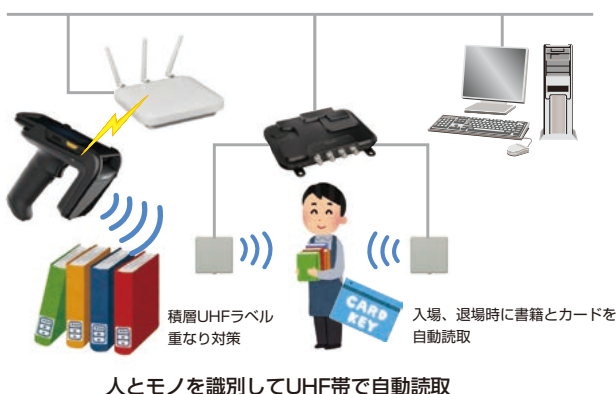 積層UHFラベル
重なり対策
CARD
KEY
入場、退場時に書籍とカードを
自動読取
人とモノを識別してUHF帯で自動読取